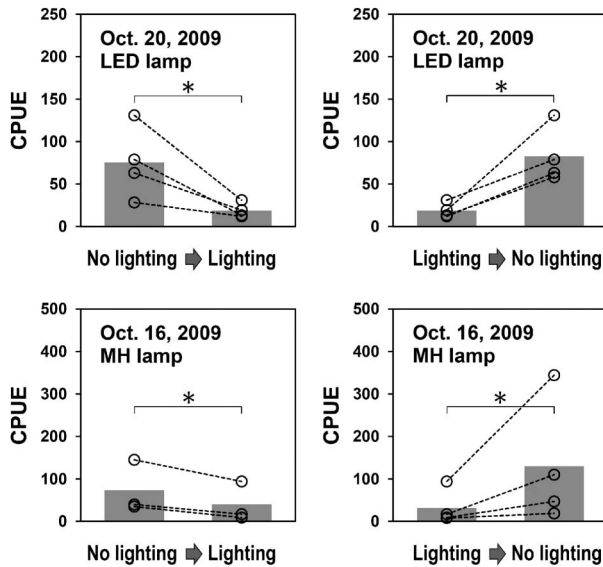 250
200
150
100
50
0
CPUE
Oct. 20, 2009
LED lamp
*
No lighting Lighting
250
200
150
100
50
0
CPUE
Oct. 20, 2009
LED lamp
*
Lighting No lighting
500
400
300
200
100
0
CPUE
Oct. 16, 2009
MH lamp
*
No lighting Lighting
500
400
300
200
100
0
CPUE
Oct. 16, 2009
MH lamp
*
Lighting No lighting